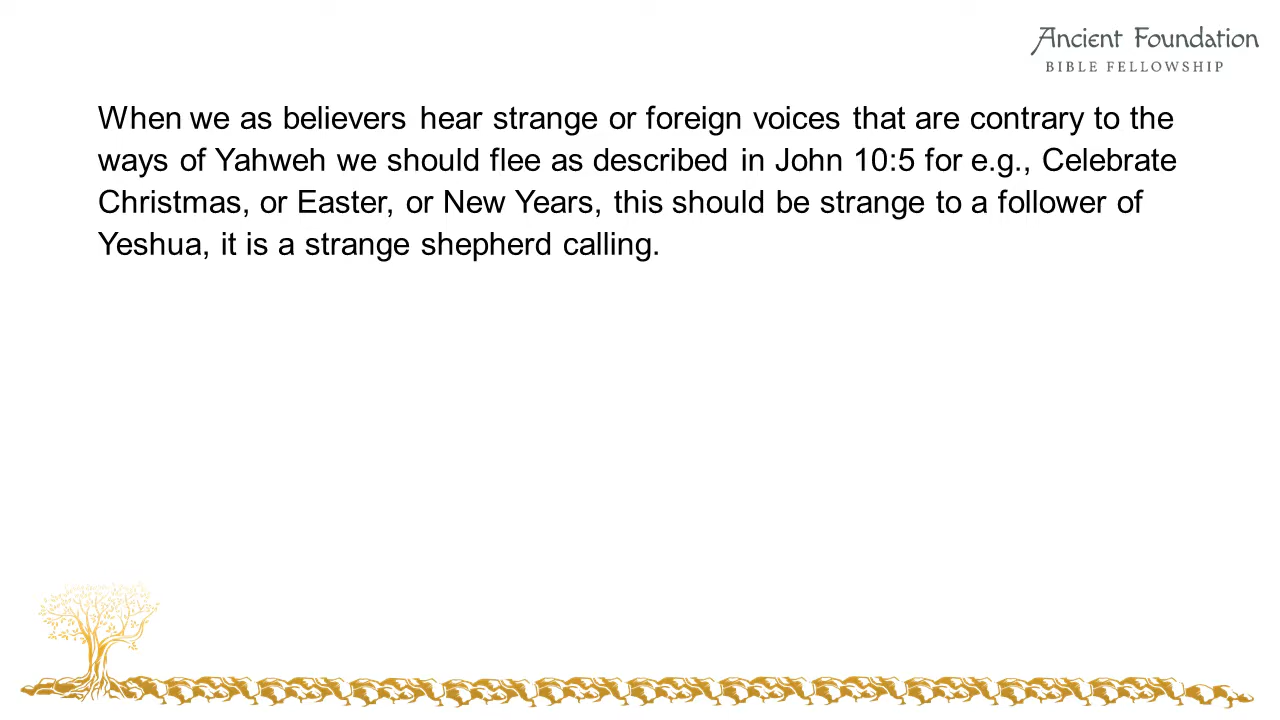 Ancient Foundation
BIBLE FELLOWSHIP
When we as believers hear strange or foreign voices that are contrary to the
ways of Yahweh we should flee as described in John 10:5 for e.g., Celebrate
Christmas, or Easter, or New Years, this should be strange to a follower of
Yeshua, it is a strange shepherd calling.